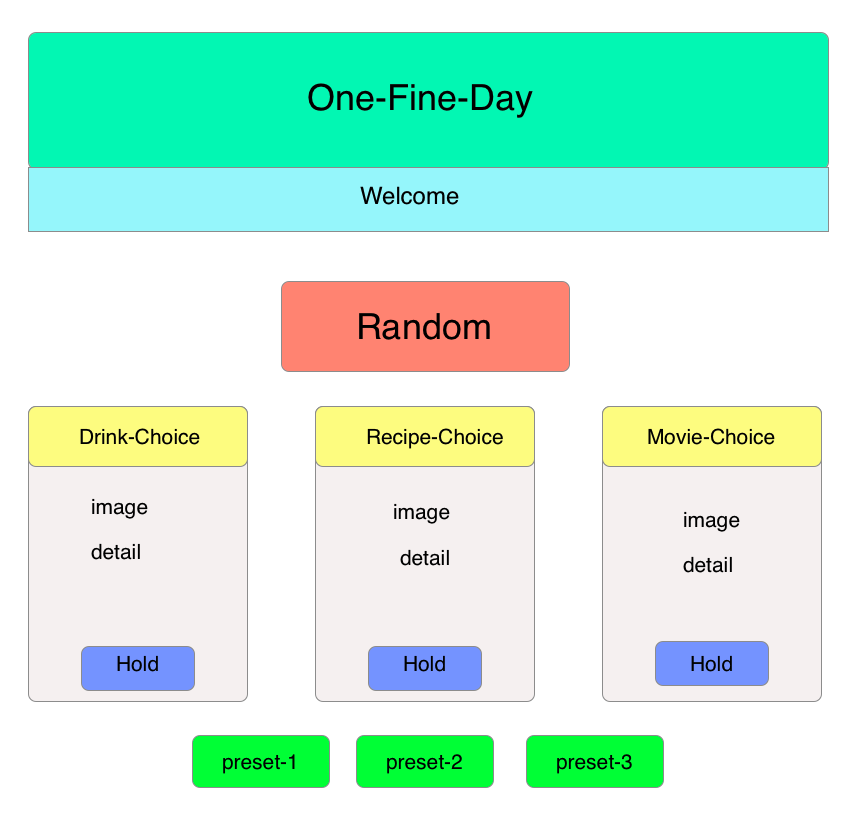 One-Fine-Day
Welcome
Random
Drink-Choice
image
detail
Hold
Recipe-Choice
image
detail
Hold
Movie-Choice
image
detail
Hold
preset-1
preset-2
preset-3